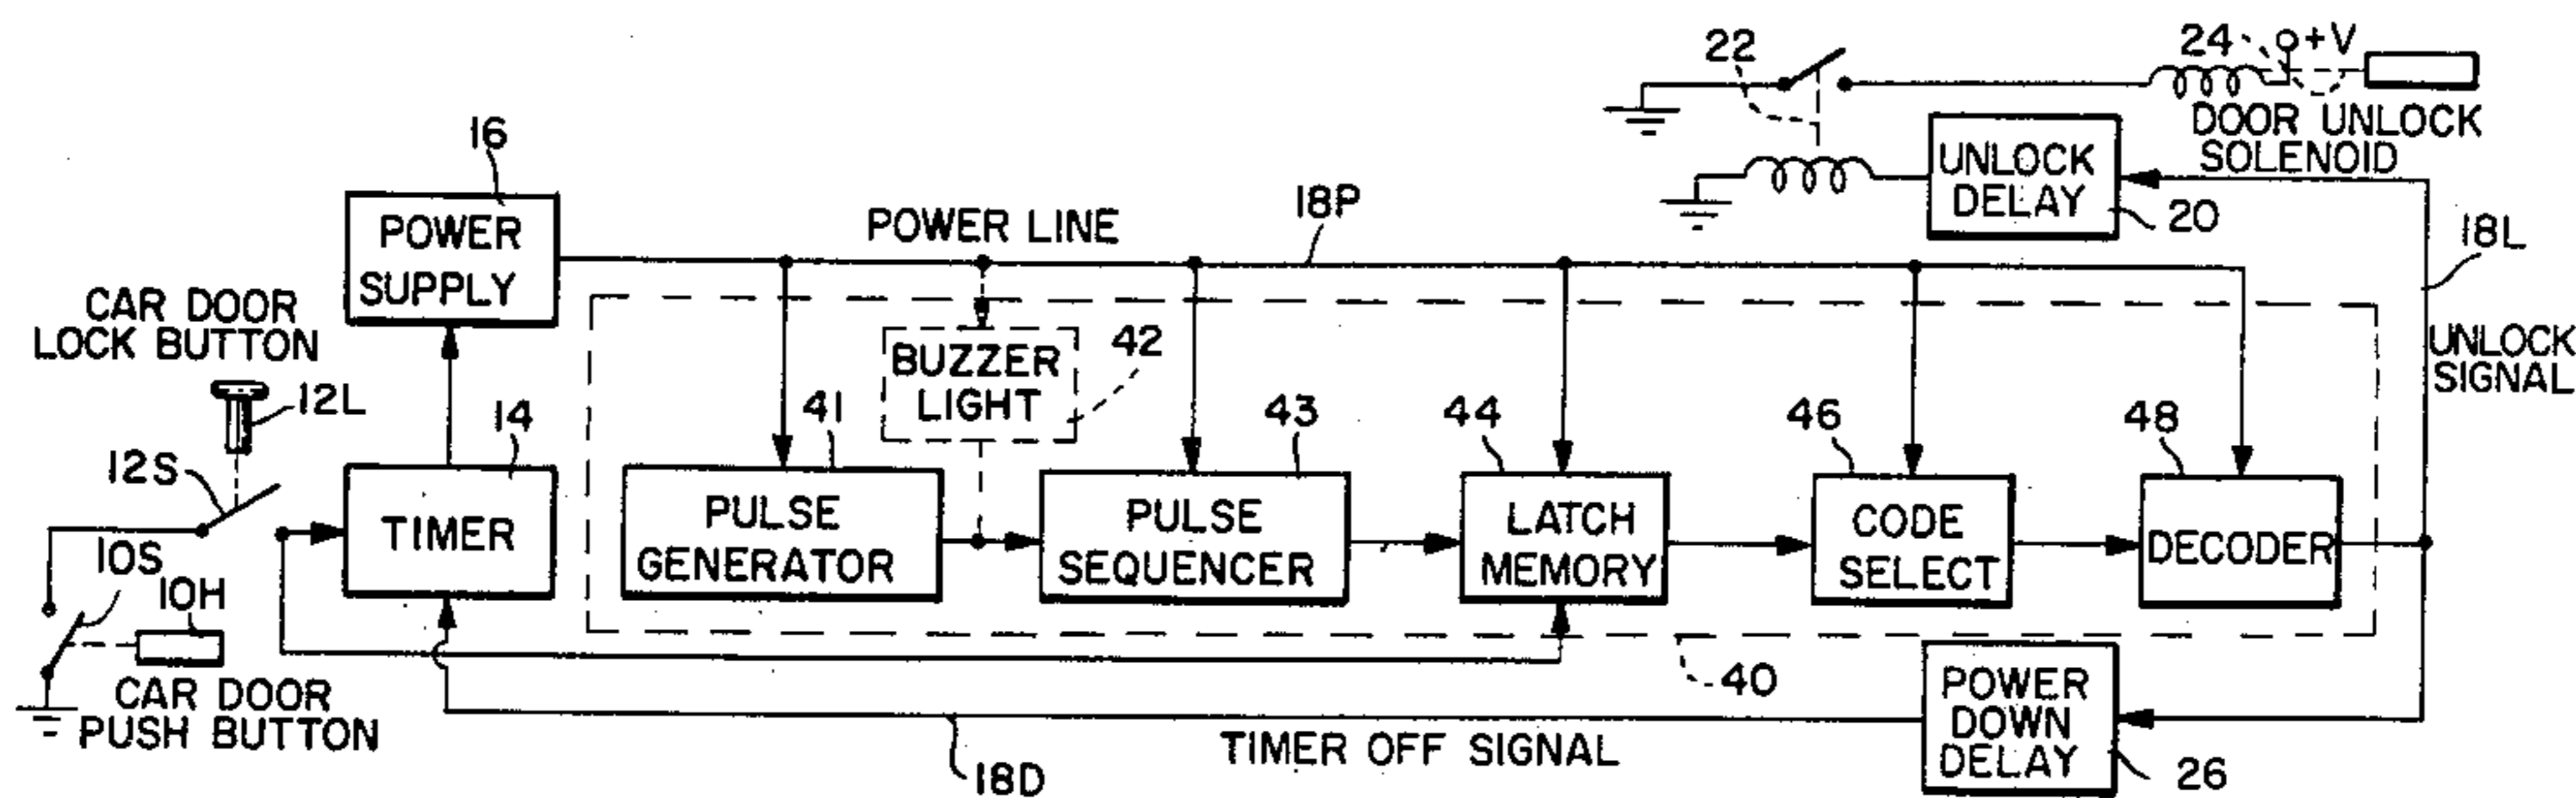 22
24
+V
DOOR UNLOCK
SOLENOID
16
POWER
SUPPLY
POWER LINE
18P
UNLOCK
DELAY
20
18L
UNLOCK
SIGNAL
CAR DOOR
LOCK BUTTON
12L
12S
14
TIMER
41
PULSE
GENERATOR
BUZZER
LIGHT
42
43
PULSE
SEQUENCER
44
LATCH
MEMORY
46
CODE
SELECT
48
DECODER
10S
10H
CAR DOOR
PUSH BUTTON
40
POWER
DOWN
DELAY
26
TIMER OFF SIGNAL
18D